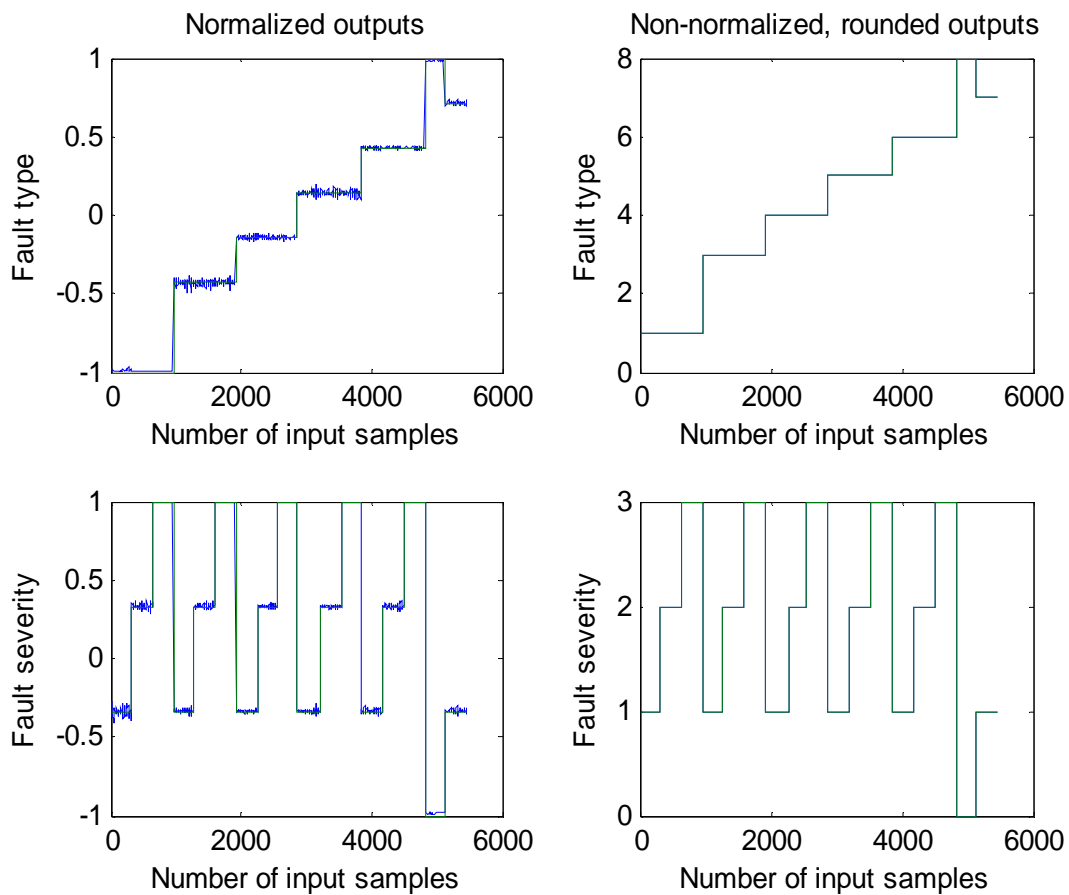 Normalized outputs
Non-normalized, rounded outputs
1
0.5
0
-0.5
-1
Fault type
0 2000 4000 6000
Number of input samples
8
6
4
2
0
Fault type
0 2000 4000 6000
Number of input samples
1
0.5
0
-0.5
-1
Fault severity
0 2000 4000 6000
Number of input samples
3
2
1
0
Fault severity
0 2000 4000 6000
Number of input samples